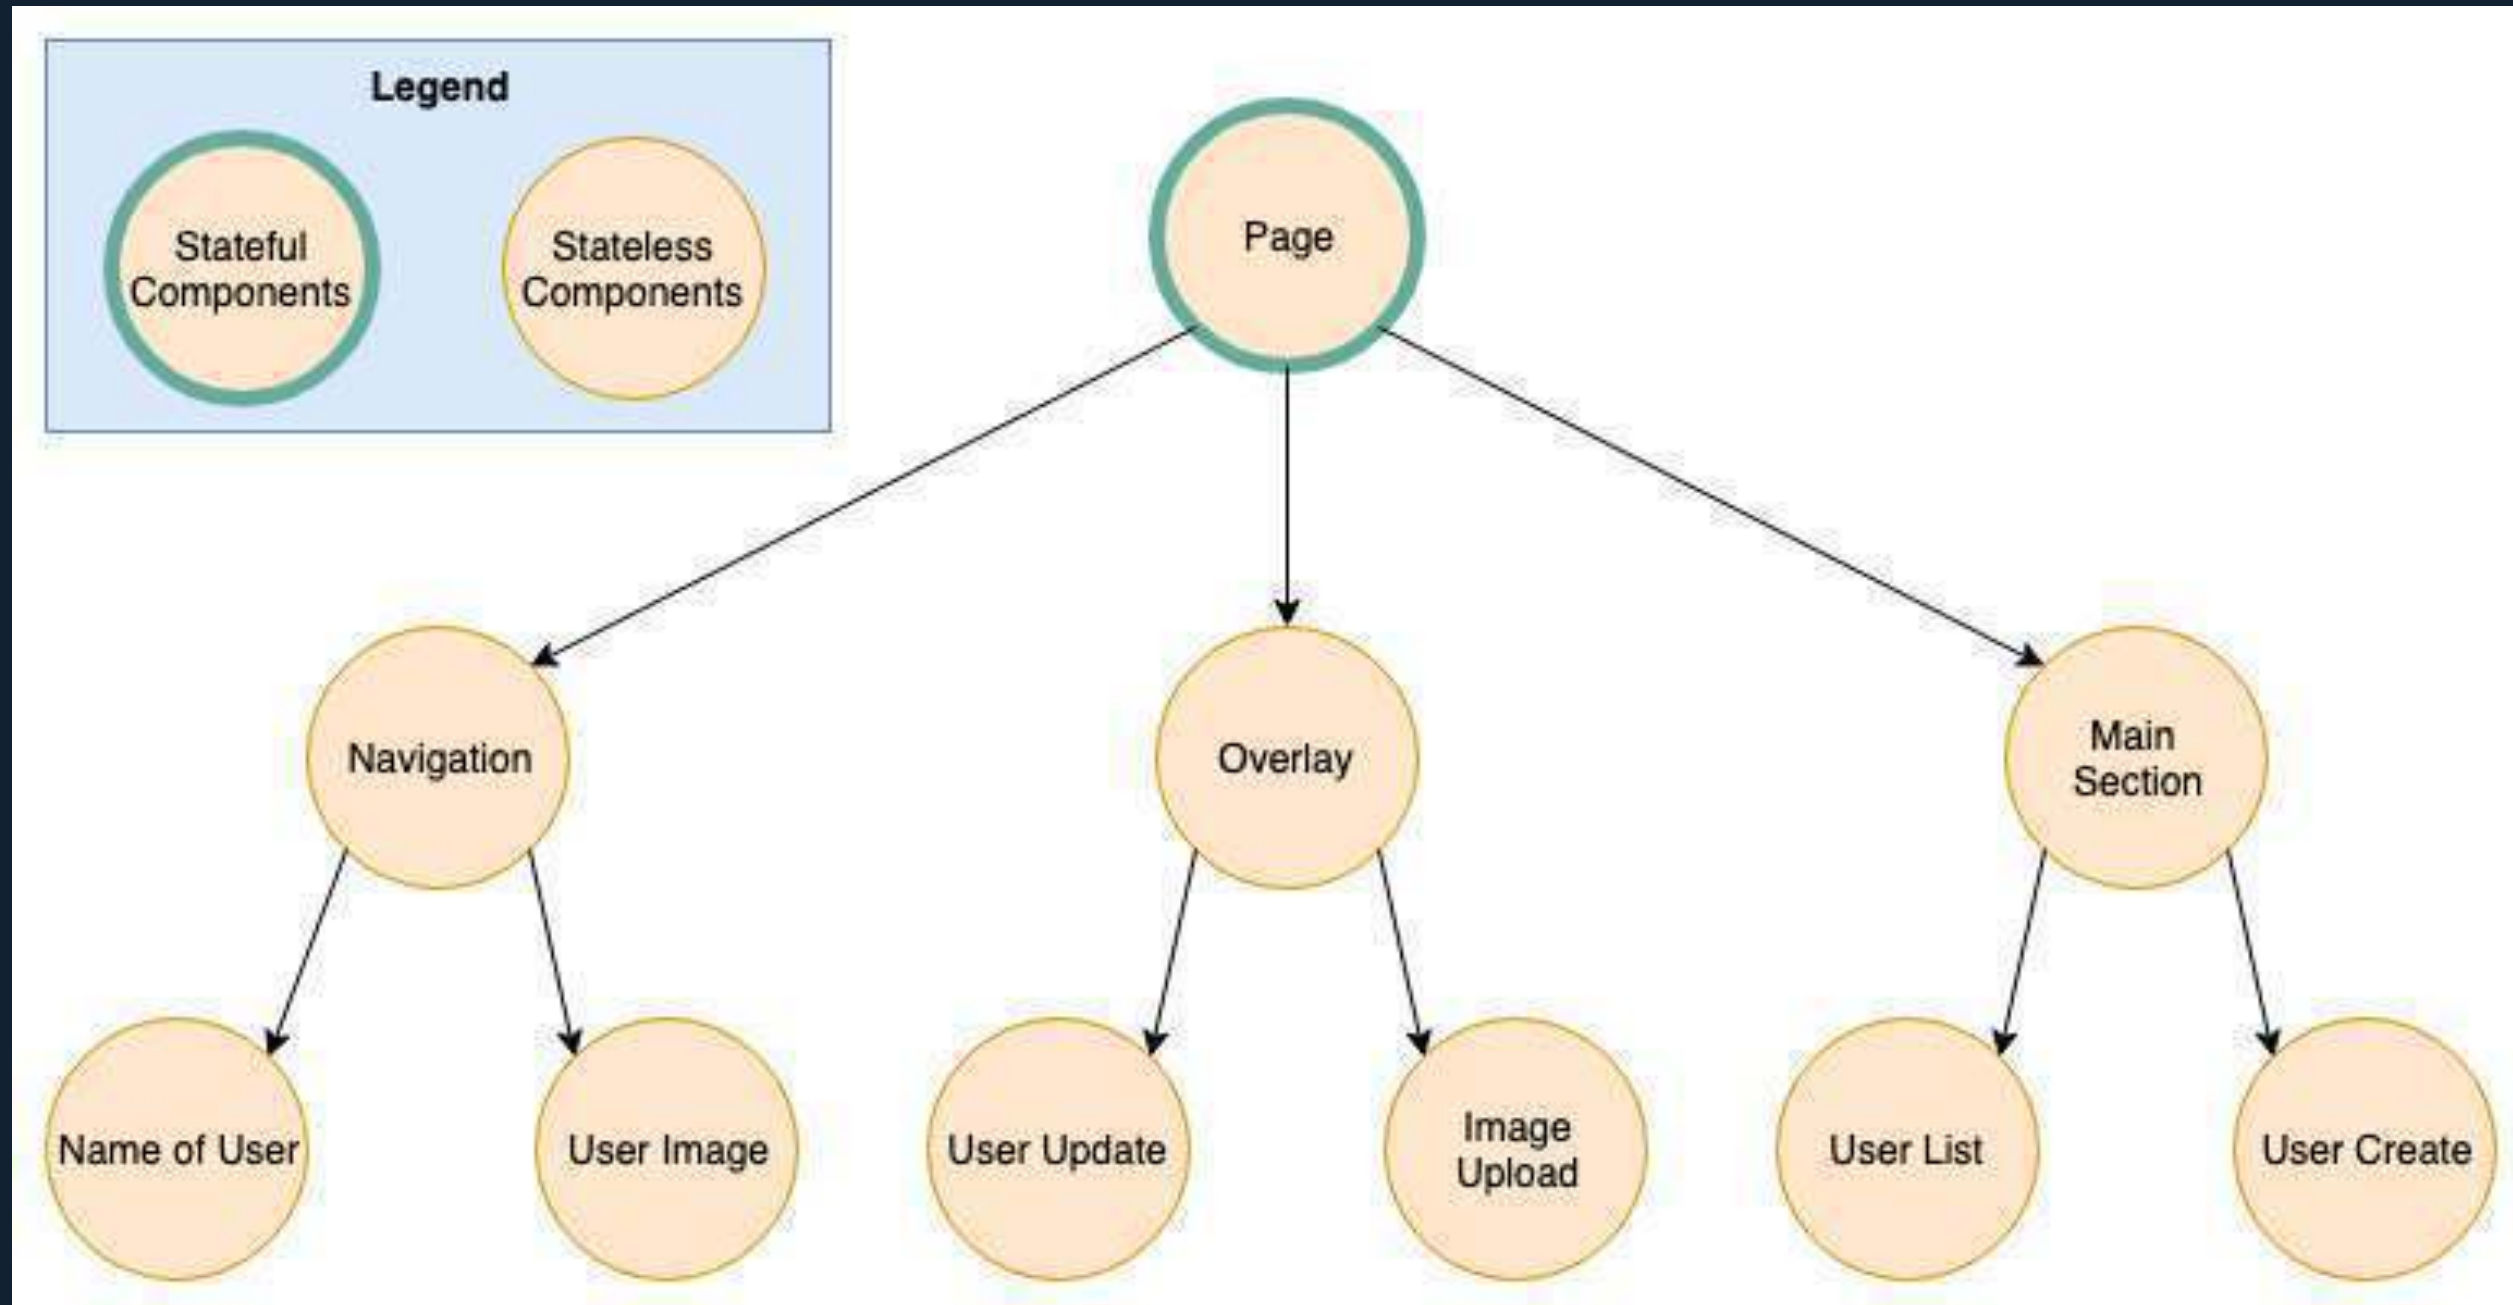 Legend
Stateful
Components
Stateless
Components
Page
Navigation
Overlay
Main
Section
Name of User
User Image
User Update
Image
Upload
User List
User Create